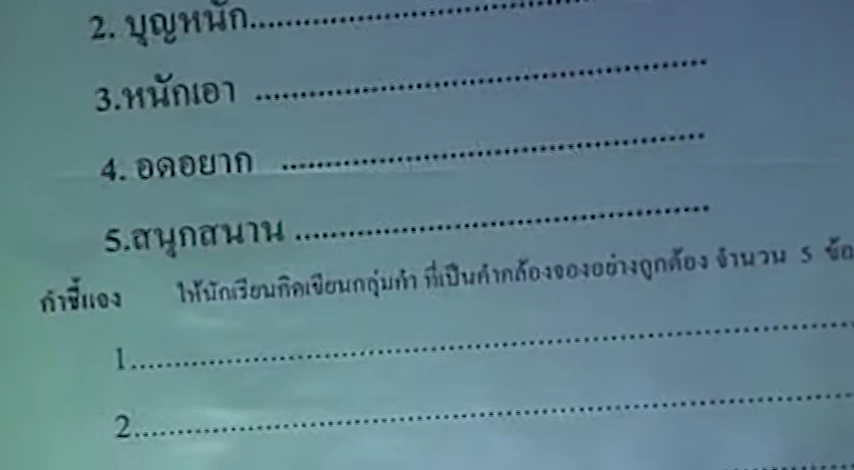 2. บุญหนัก..........................................
3.หนักเอา ..........................................
4. อดอยาก ..........................................
5.สนุกสนาน ..........................................
คำชี้แจง ให้นักเรียนคิดเขียนกลุ่มคำ ที่เป็นคำคล้องจองอย่างถูกต้อง จำนวน 5 ข้อ
1..........................................
2..........................................